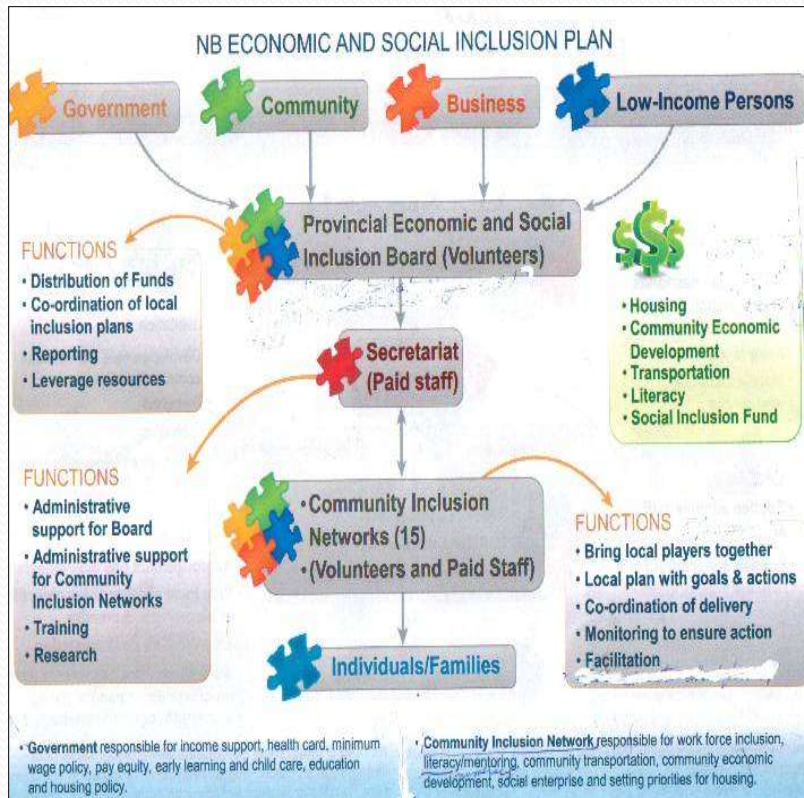 NB ECONOMIC AND SOCIAL INCLUSION PLAN
Government
Community
Business
Low-Income Persons
Provincial Economic and Social
Inclusion Board (Volunteers)
FUNCTIONS
• Distribution of Funds
• Co-ordination of local
inclusion plans
• Reporting
• Leverage resources
$$$
• Housing
• Community Economic
Development
• Transportation
• Literacy
• Social Inclusion Fund
Secretariat
(Paid staff)
FUNCTIONS
• Administrative
support for Board
• Administrative support
for Community
Inclusion Networks
• Training
• Research
• Community Inclusion
Networks (15)
• (Volunteers and Paid Staff)
FUNCTIONS
• Bring local players together
• Local plan with goals & actions
• Co-ordination of delivery
• Monitoring to ensure action
• Facilitation
Individuals/Families
• Government responsible for income support, health card, minimum
wage policy, pay equity, early learning and child care, education
and housing policy.
• Community Inclusion Network responsible for work force inclusion,
literacy/mentoring, community transportation, community economic
development, social enterprise and setting priorities for housing.